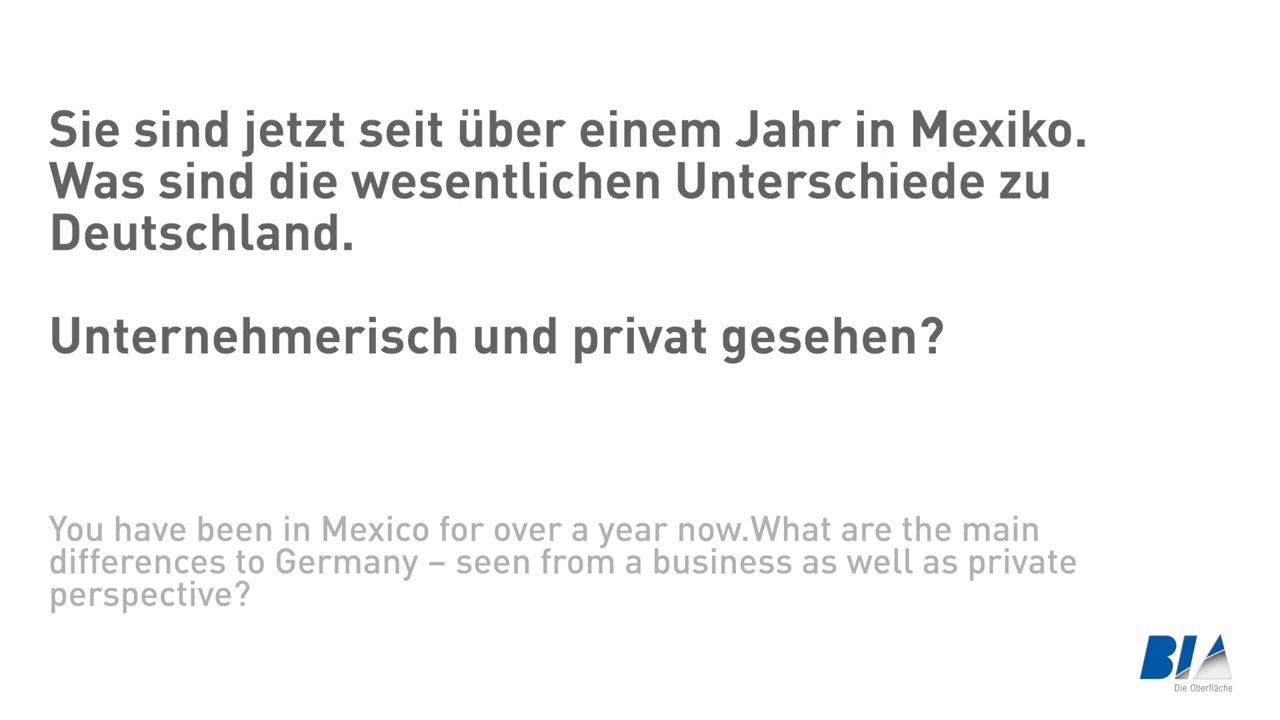 Sie sind jetzt seit über einem Jahr in Mexiko.
Was sind die wesentlichen Unterschiede zu
Deutschland.
Unternehmerisch und privat gesehen?
You have been in Mexico for over a year now.What are the main
differences to Germany – seen from a business as well as private
perspective?
BIA
Die Oberfläche